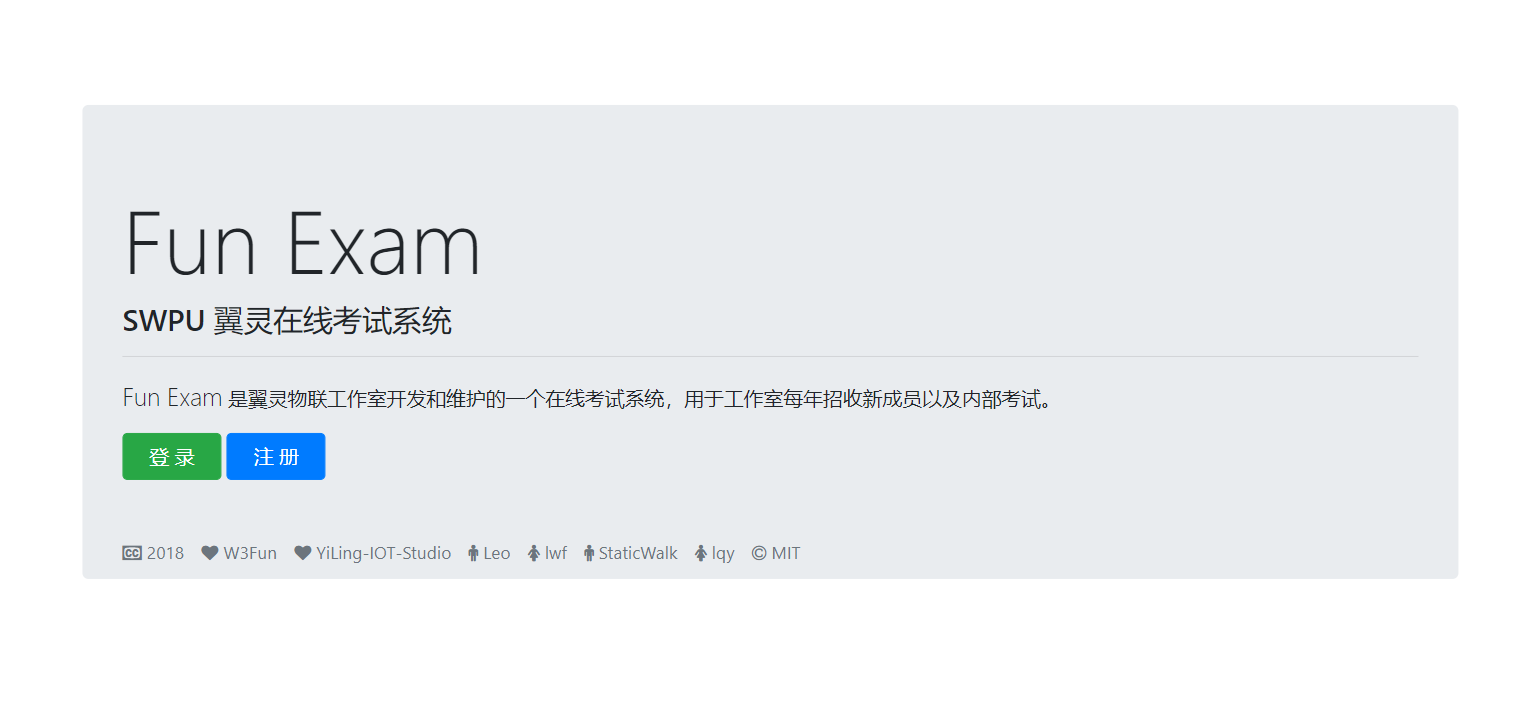 Fun Exam
SWPU 翼灵在线考试系统
Fun Exam 是翼灵物联工作室开发和维护的一个在线考试系统，用于工作室每年招收新成员以及内部考试。
登 录 注 册
2018 W3Fun YiLing-IOT-Studio Leo lwf StaticWalk lqy © MIT